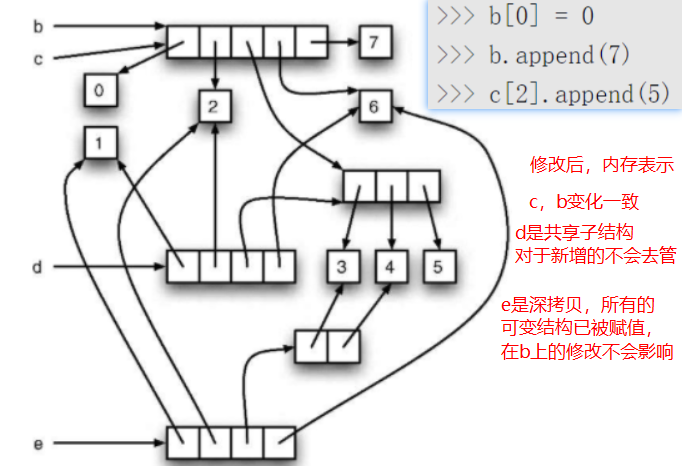 b
c
7
0
2
6
1
d
3
4
5
e
>>> b[0] = 0
>>> b.append(7)
>>> c[2].append(5)
修改后，内存表示
c，b变化一致
d是共享子结构
对于新增的不会去管
e是深拷贝，所有的
可变结构已被赋值，
在b上的修改不会影响